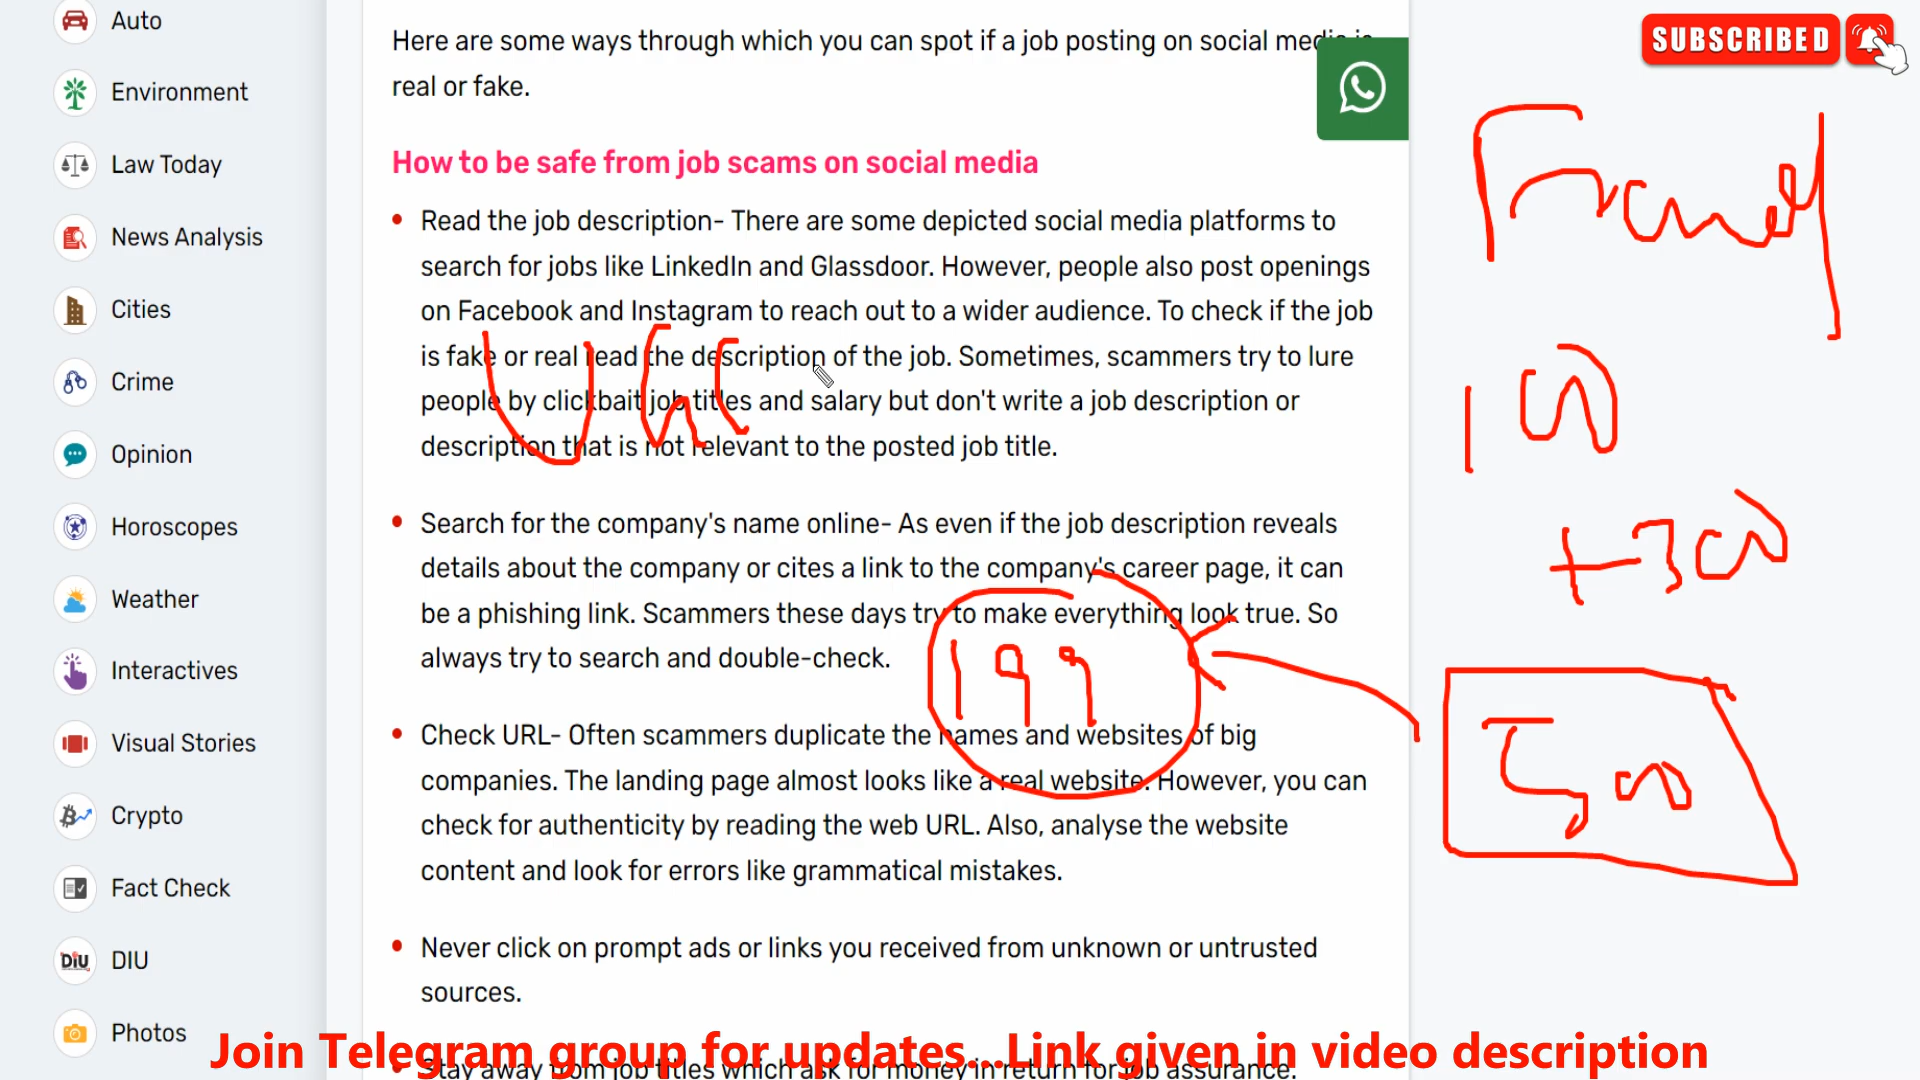 Auto
Environment
Law Today
News Analysis
Cities
Crime
Opinion
Horoscopes
Weather
Interactives
Visual Stories
Crypto
Fact Check
DIU
DIU
Photos
Here are some ways through which you can spot if a job posting on social media is
real or fake.
How to be safe from job scams on social media
• Read the job description- There are some depicted social media platforms to
search for jobs like LinkedIn and Glassdoor. However, people also post openings
on Facebook and Instagram to reach out to a wider audience. To check if the job
is fake or real read the description of the job. Sometimes, scammers try to lure
people by clickbait job titles and salary but don't write a job description or
description that is not relevant to the posted job title.
• Search for the company's name online- As even if the job description reveals
details about the company or cites a link to the company's career page, it can
be a phishing link. Scammers these days try to make everything look true. So
always try to search and double-check.
199
• Check URL- Often scammers duplicate the names and websites of big
companies. The landing page almost looks like a real website. However, you can
check for authenticity by reading the web URL. Also, analyse the website
content and look for errors like grammatical mistakes.
• Never click on prompt ads or links you received from unknown or untrusted
sources.
• Stay away from job titles which ask for money in return for job assurance.
SUBSCRIBED
Join Telegram group for updates...Link given in video description